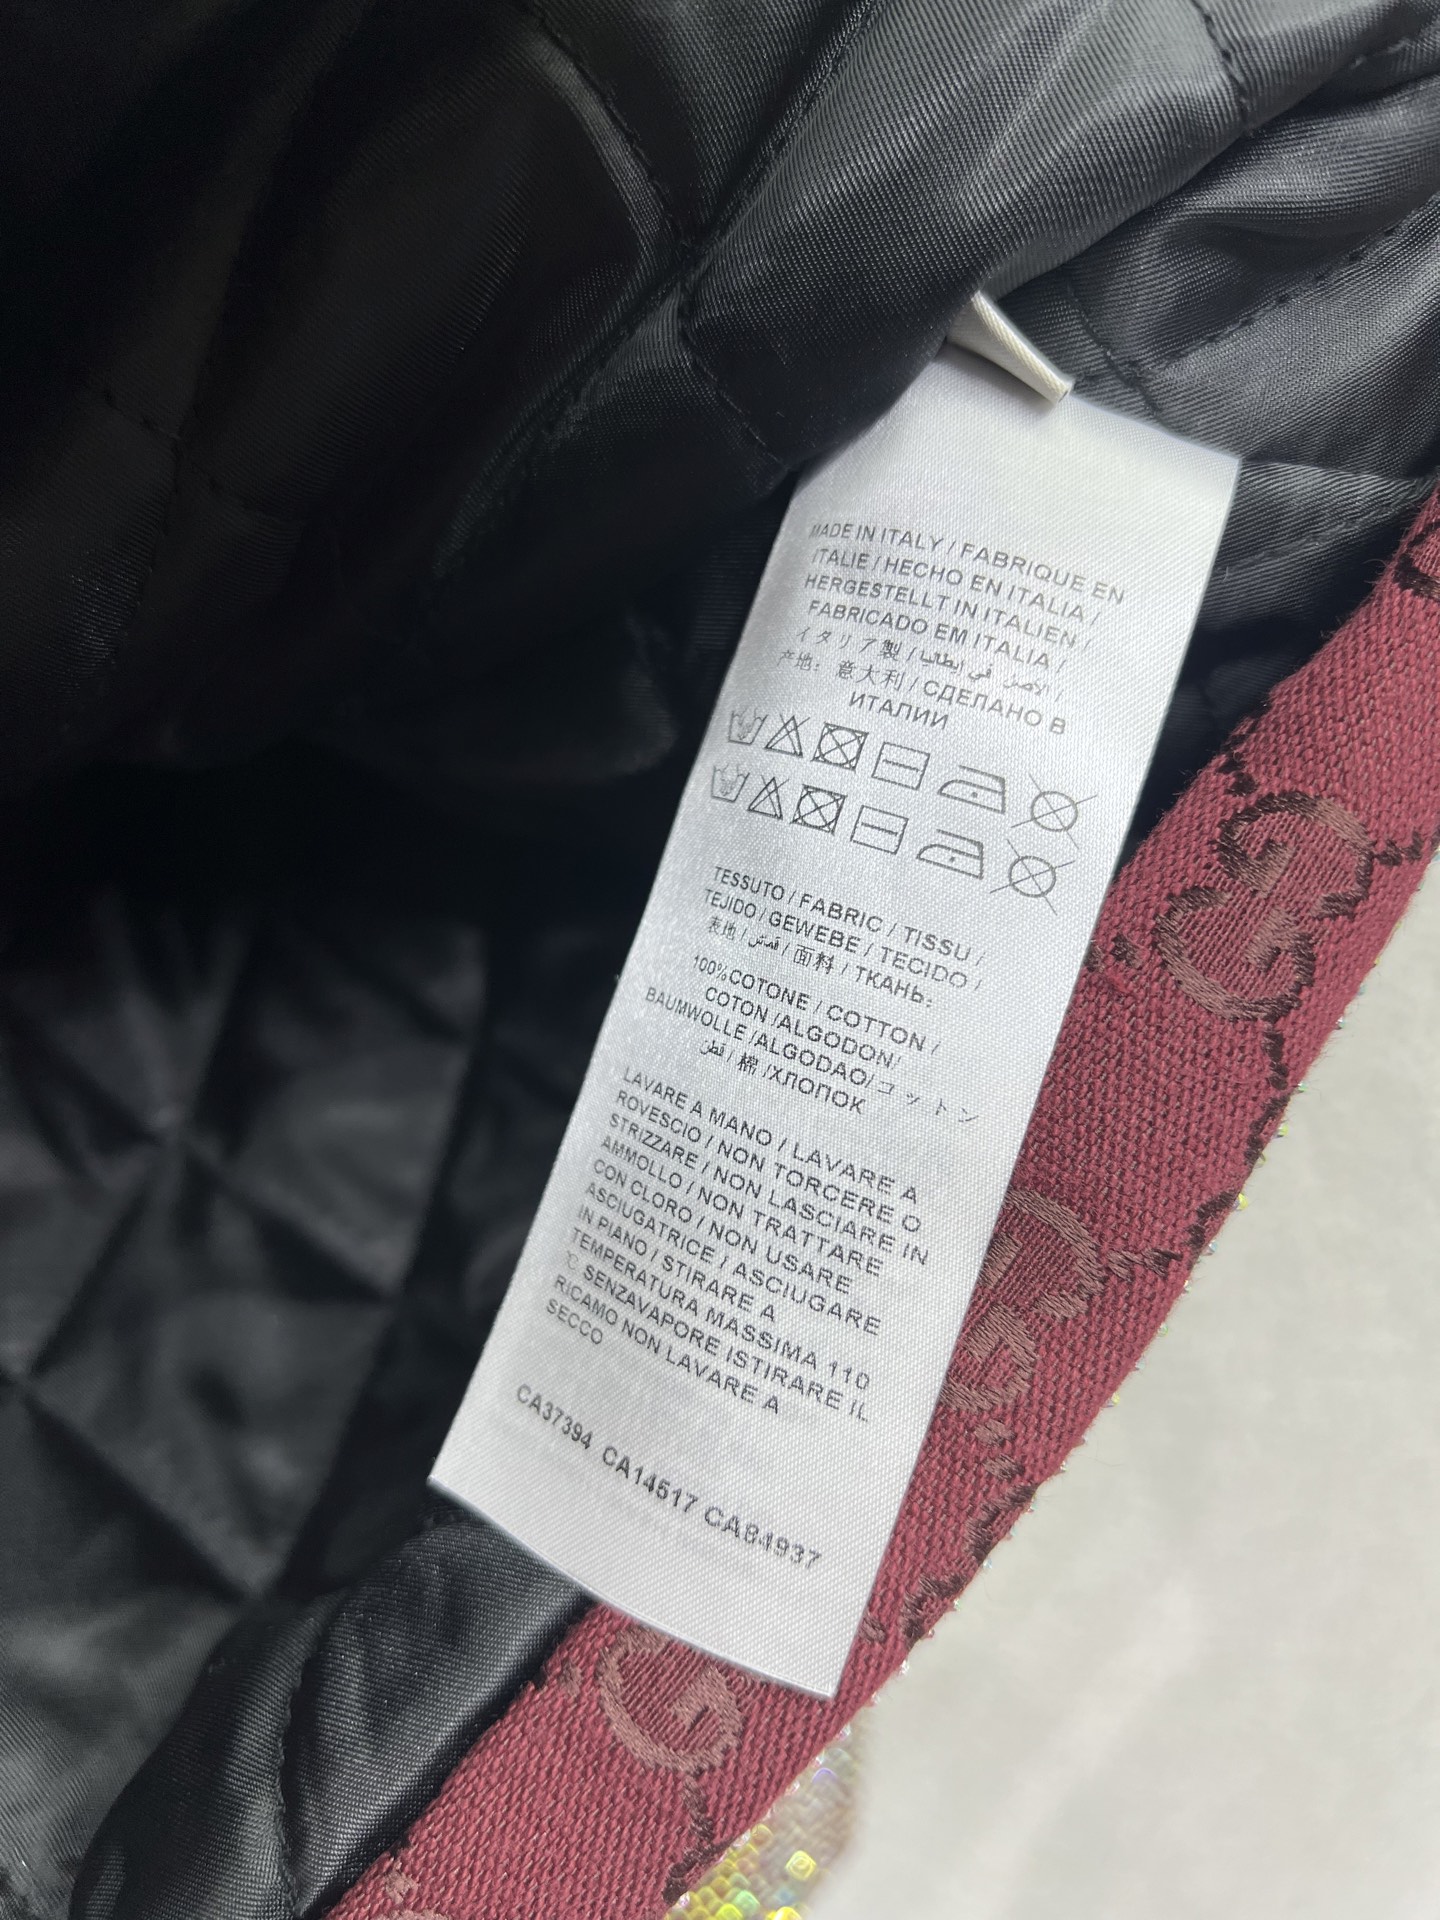 MADE IN ITALY / FABRIQUE EN
ITALIE / HECHO EN ITALIA /
HERGESTELLT IN ITALIEN /
FABRICADO EM ITALIA /
イタリア製 / الاصل في إيطاليا /
产地：意大利 / СДЕЛАНО В
ИТАЛИИ
TESSUTO / FABRIC / TISSU /
TEJIDO / GEWEBE / TECIDO /
表地 / قمش / 面料 / ТКАНЬ:
100%COTONE / COTTON /
COTON /ALGODON/
BAUMWOLLE /ALGODAO/コットン
/ قطن / 棉 /ХЛОПОК
LAVARE A MANO / LAVARE A
ROVESCIO / NON TORCERE O
STRIZZARE / NON LASCIARE IN
AMMOLLO / NON TRATTARE
CON CLORO / NON USARE
ASCIUGATRICE / ASCIUGARE
IN PIANO / STIRARE A
TEMPERATURA MASSIMA 110
℃ SENZAVAPORE ISTIRARE IL
RICAMO NON LAVARE A
SECCO
CA37394 CA14517 CA84937